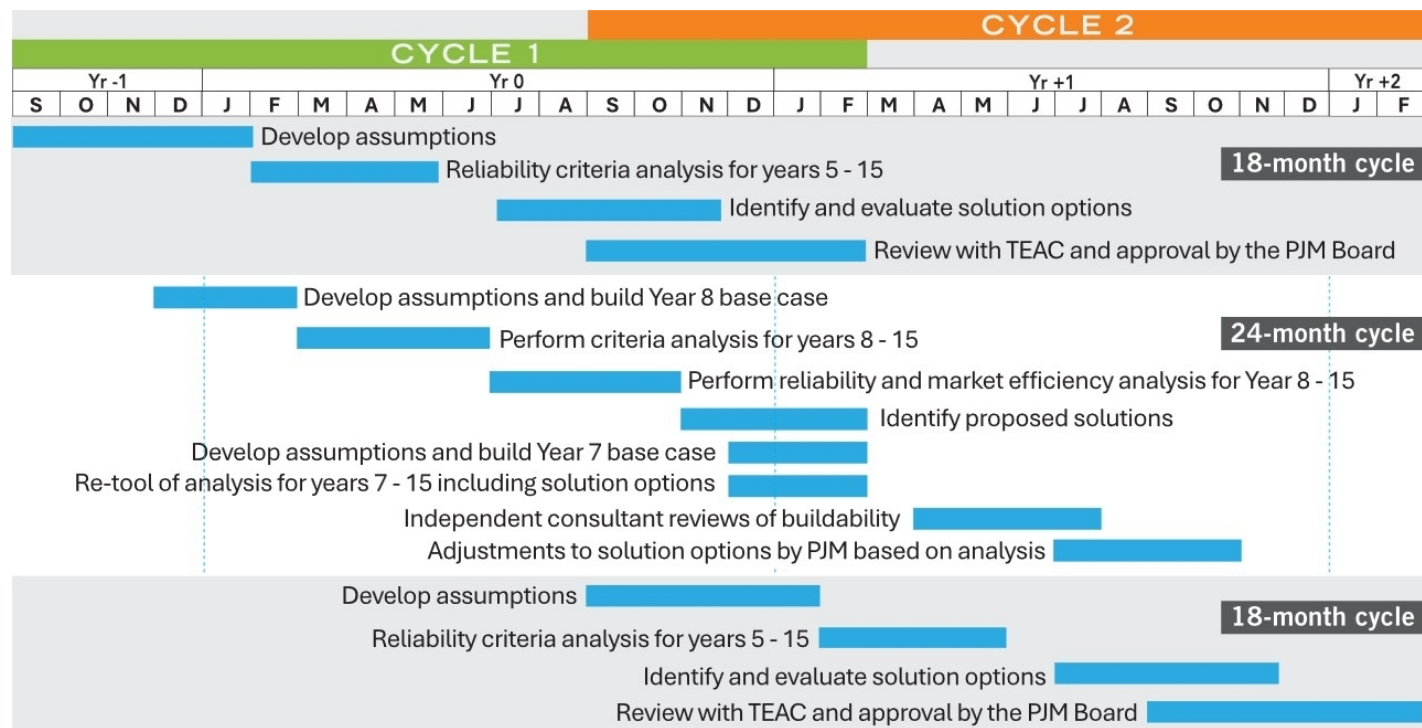 CYCLE 2
CYCLE 1
Yr -1 Yr 0 Yr +1 Yr +2
S O N D J F M A M J J A S O N D J F M A M J J A S O N D J F
Develop assumptions
Reliability criteria analysis for years 5 - 15
18-month cycle
Identify and evaluate solution options
Review with TEAC and approval by the PJM Board
Develop assumptions and build Year 8 base case
Perform criteria analysis for years 8 - 15
24-month cycle
Perform reliability and market efficiency analysis for Year 8 - 15
Identify proposed solutions
Develop assumptions and build Year 7 base case
Re-tool of analysis for years 7 - 15 including solution options
Independent consultant reviews of buildability
Adjustments to solution options by PJM based on analysis
Develop assumptions
18-month cycle
Reliability criteria analysis for years 5 - 15
Identify and evaluate solution options
Review with TEAC and approval by the PJM Board